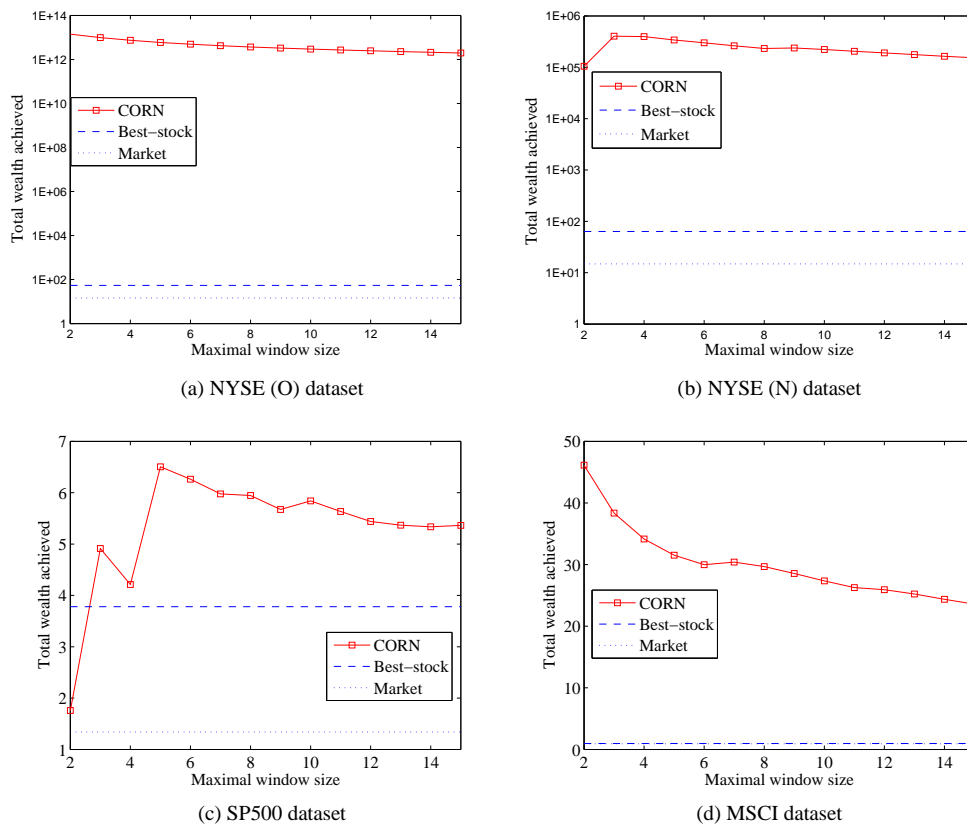 1E+14
1E+12
1E+10
1E+08
1E+06
1E+04
1E+02
1
Total wealth achieved
CORN
Best−stock
Market
2 4 6 8 10 12 14
Maximal window size
(a) NYSE (O) dataset
1E+06
1E+05
1E+04
1E+03
1E+02
1E+01
1E+00
Total wealth achieved
CORN
Best−stock
Market
2 4 6 8 10 12 14
Maximal window size
(b) NYSE (N) dataset
7
6
5
4
3
2
1
Total wealth achieved
CORN
Best−stock
Market
2 4 6 8 10 12 14
Maximal window size
(c) SP500 dataset
50
40
30
20
10
0
Total wealth achieved
CORN
Best−stock
Market
2 4 6 8 10 12 14
Maximal window size
(d) MSCI dataset